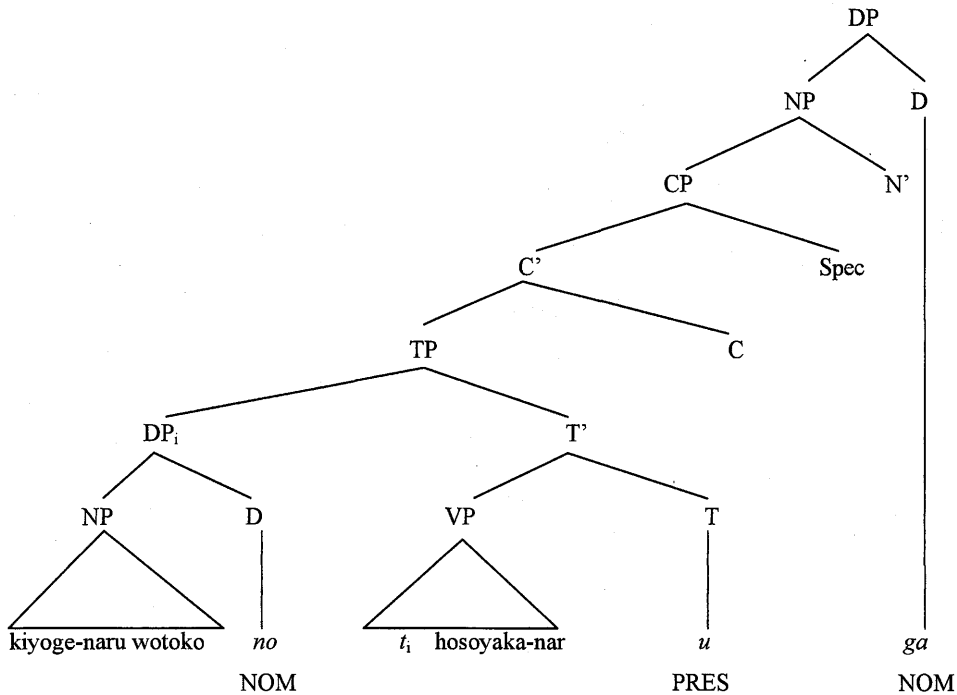 DP
NP D
CP N’
C’ Spec
TP C
DPi T’
NP D VP T
kiyoge-naru wotoko no ti hosoyaka-nar u ga
NOM PRES NOM